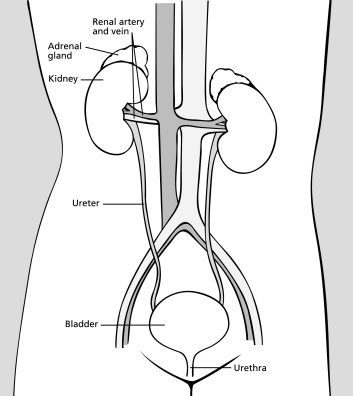 Renal artery
and vein
Adrenal
gland
Kidney
Ureter
Bladder
Urethra